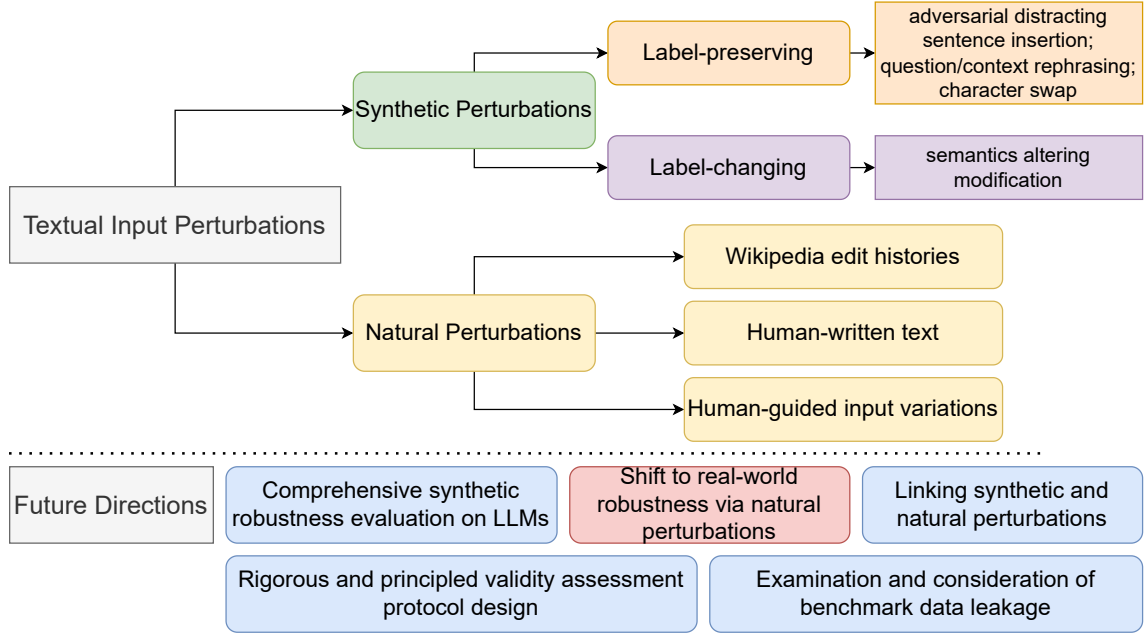 Textual Input Perturbations
Synthetic Perturbations
Label-preserving
adversarial distracting
sentence insertion;
question/context rephrasing;
character swap
Label-changing
semantics altering
modification
Natural Perturbations
Wikipedia edit histories
Human-written text
Human-guided input variations
Future Directions
Comprehensive synthetic
robustness evaluation on LLMs
Shift to real-world
robustness via natural
perturbations
Linking synthetic and
natural perturbations
Rigorous and principled validity assessment
protocol design
Examination and consideration of
benchmark data leakage